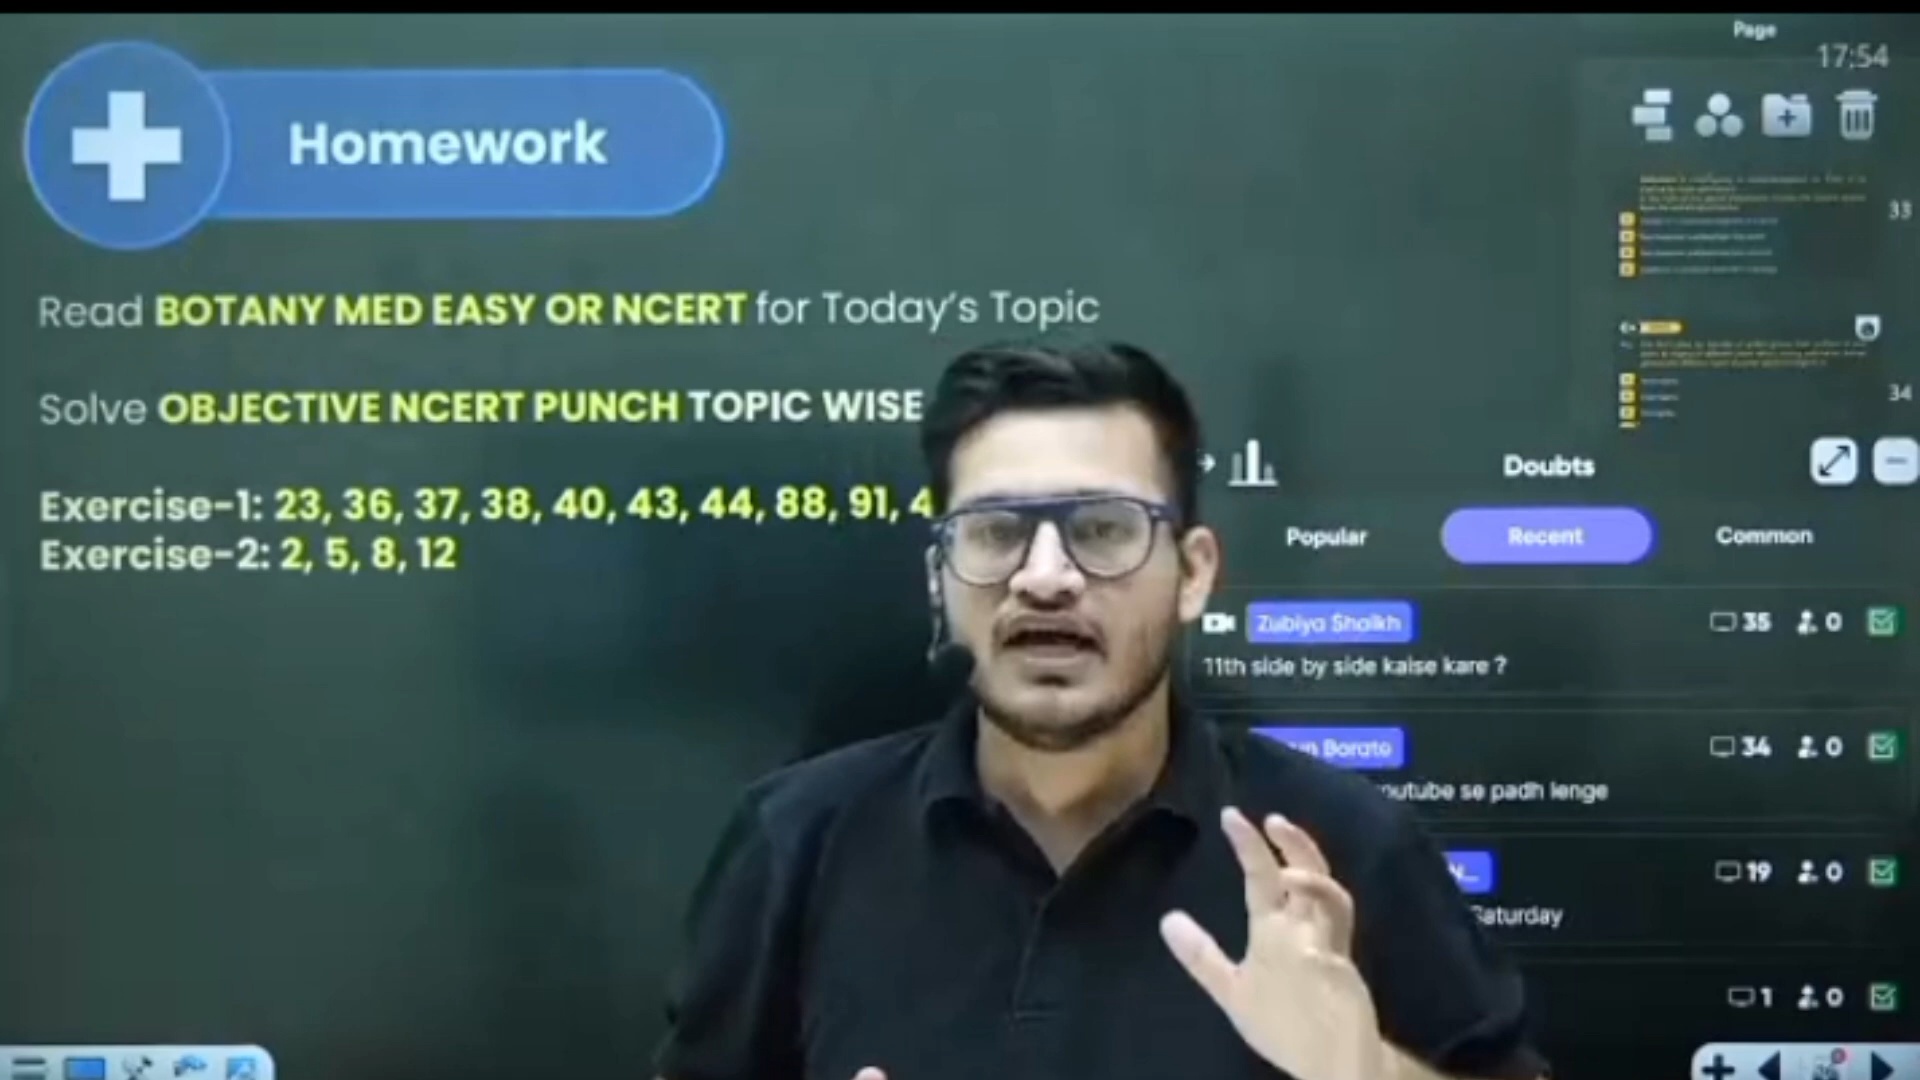 Page
17:54
Homework
33
Read BOTANY MED EASY OR NCERT for Today's Topic
34
Solve OBJECTIVE NCERT PUNCH TOPIC WISE
Doubts
Exercise-1: 23, 36, 37, 38, 40, 43, 44, 88, 91, 4
Exercise-2: 2, 5, 8, 12
Popular
Recent
Common
Zubiya Shaikh
35
0
11th side by side kaise kare ?
Borate
34
0
se padh lenge
19
0
Saturday
1
0